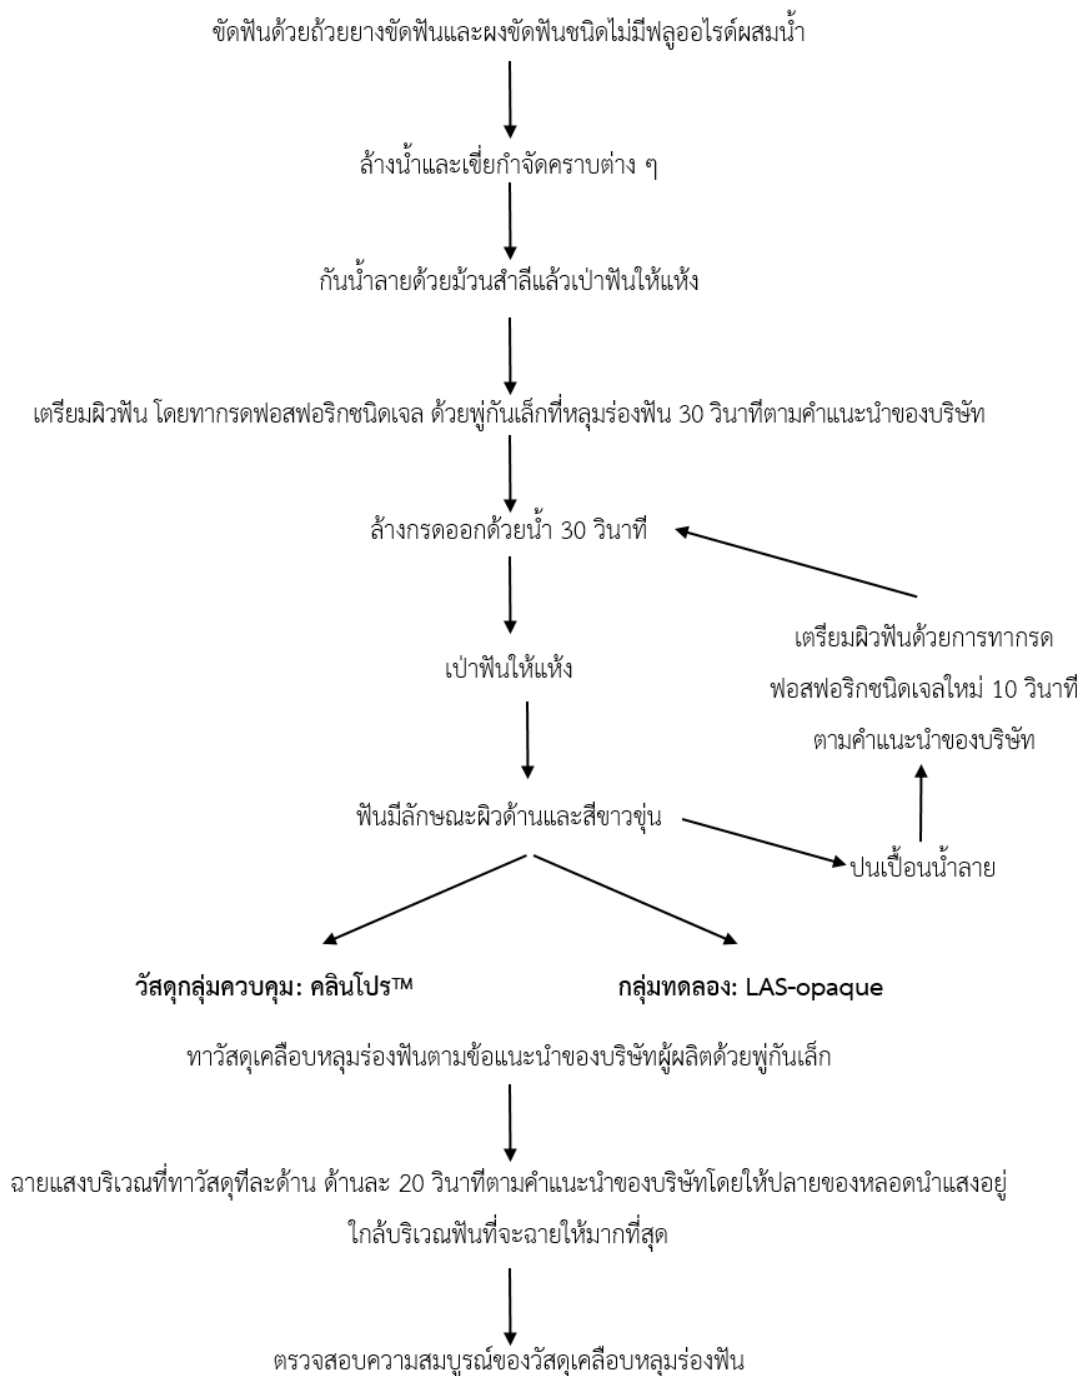 ขัดฟันด้วยถ้วยยางขัดฟันและผงขัดฟันชนิดไม่มีฟลูออไรด์ผสมน้ำ
ล้างน้ำและเขี่ยกำจัดคราบต่าง ๆ
กันน้ำลายด้วยม้วนสำลีแล้วเป่าฟันให้แห้ง
เตรียมผิวฟัน โดยทากรดฟอสฟอริกชนิดเจล ด้วยพู่กันเล็กที่หลุมร่องฟัน 30 วินาทีตามคำแนะนำของบริษัท
ล้างกรดออกด้วยน้ำ 30 วินาที
เตรียมผิวฟันด้วยการทากรด
ฟอสฟอริกชนิดเจลใหม่ 10 วินาที
ตามคำแนะนำของบริษัท
เป่าฟันให้แห้ง
ฟันมีลักษณะผิวด้านและสีขาวขุ่น
ปนเปื้อนน้ำลาย
วัสดุกลุ่มควบคุม: คลินโปร™
กลุ่มทดลอง: LAS-opaque
ทาวัสดุเคลือบหลุมร่องฟันตามข้อแนะนำของบริษัทผู้ผลิตด้วยพู่กันเล็ก
ฉายแสงบริเวณที่ทาวัสดุทีละด้าน ด้านละ 20 วินาทีตามคำแนะนำของบริษัทโดยให้ปลายของหลอดนำแสงอยู่
ใกล้บริเวณฟันที่จะฉายให้มากที่สุด
ตรวจสอบความสมบูรณ์ของวัสดุเคลือบหลุมร่องฟัน